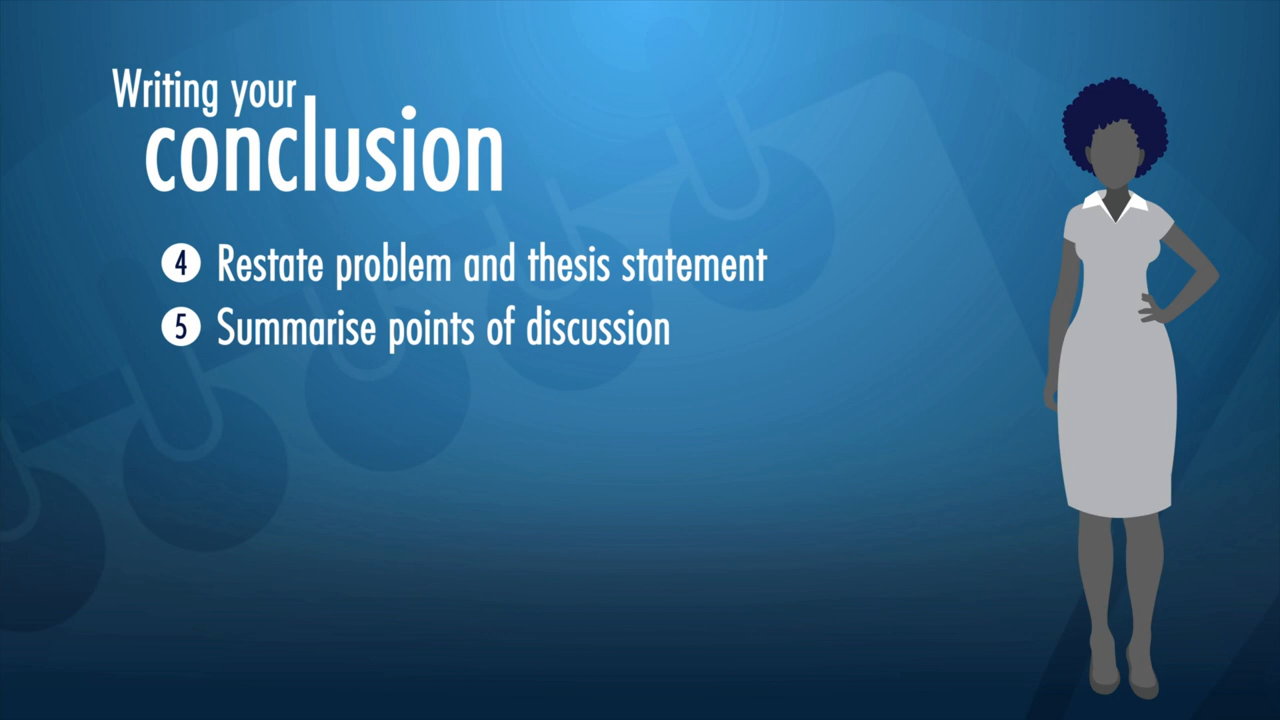 Writing your
conclusion
4 Restate problem and thesis statement
5 Summarise points of discussion